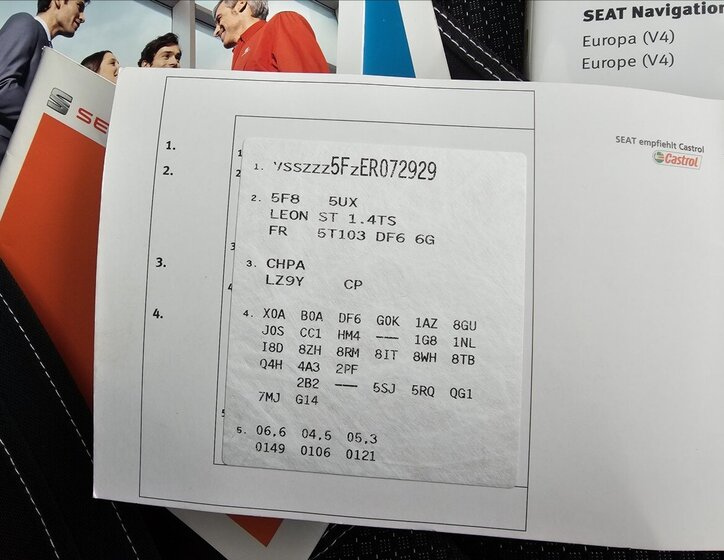 SEAT Navigation
Europa (V4)
Europe (V4)
SE
SEAT empfiehlt Castrol
Castrol
1.
2.
3.
4.
1. VSSZZZ5FZER072929
2. 5F8 5UX
LEON ST 1.4TS
FR 5T103 DF6 6G
3. CHPA
LZ9Y CP
4. X0A B0A DF6 G0K 1AZ 8GU
J0S CC1 HM4 --- 1G8 1NL
I8D 8ZH 8RM 8IT 8WH 8TB
Q4H 4A3 2PF
2B2 --- 5SJ 5RQ QG1
7MJ G14
5. 06,6 04,5 05,3
0149 0106 0121